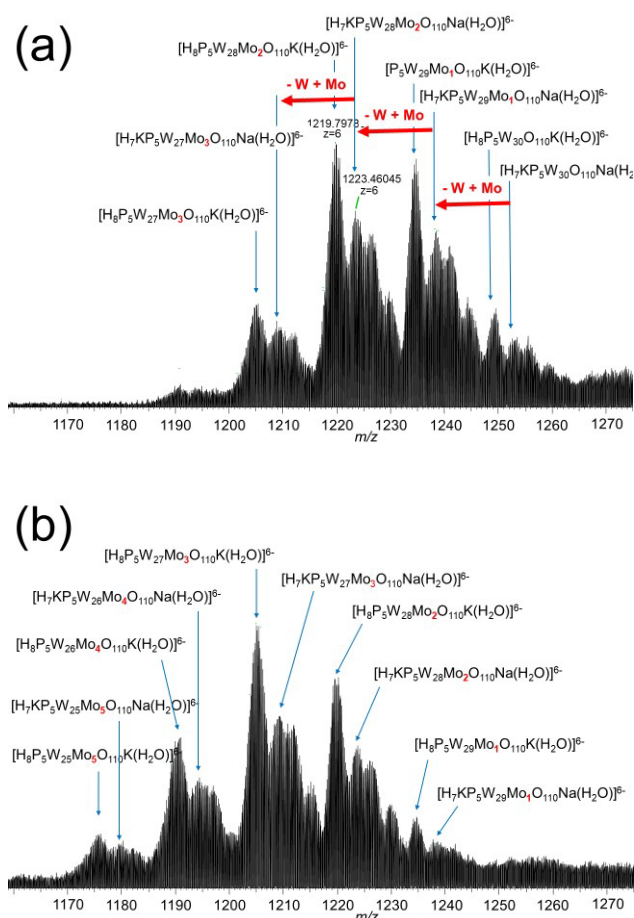 (a)
[H₇KP₅W₂₈Mo₂O₁₁₀Na(H₂O)]⁶⁻
[H₈P₅W₂₈Mo₂O₁₁₀K(H₂O)]⁶⁻
[P₅W₂₉Mo₁O₁₁₀K(H₂O)]⁶⁻
- W + Mo
[H₇KP₅W₂₉Mo₁O₁₁₀Na(H₂O)]⁶⁻
- W + Mo
[H₇KP₅W₂₇Mo₃O₁₁₀Na(H₂O)]⁶⁻
1219.7978
z=6
[H₈P₅W₃₀O₁₁₀K(H₂O)]⁶⁻
[H₇KP₅W₃₀O₁₁₀Na(H₂O
1223.46045
z=6
- W + Mo
[H₈P₅W₂₇Mo₃O₁₁₀K(H₂O)]⁶⁻
1170 1180 1190 1200 1210 1220 1230 1240 1250 1260 1270
m/z
(b)
[H₈P₅W₂₇Mo₃O₁₁₀K(H₂O)]⁶⁻
[H₇KP₅W₂₇Mo₃O₁₁₀Na(H₂O)]⁶⁻
[H₇KP₅W₂₆Mo₄O₁₁₀Na(H₂O)]⁶⁻
[H₈P₅W₂₈Mo₂O₁₁₀K(H₂O)]⁶⁻
[H₈P₅W₂₆Mo₄O₁₁₀K(H₂O)]⁶⁻
[H₇KP₅W₂₈Mo₂O₁₁₀Na(H₂O)]⁶⁻
[H₇KP₅W₂₅Mo₅O₁₁₀Na(H₂O)]⁶⁻
[H₈P₅W₂₉Mo₁O₁₁₀K(H₂O)]⁶⁻
[H₈P₅W₂₅Mo₅O₁₁₀K(H₂O)]⁶⁻
[H₇KP₅W₂₉Mo₁O₁₁₀Na(H₂O)]⁶⁻
1170 1180 1190 1200 1210 1220 1230 1240 1250 1260 1270
m/z